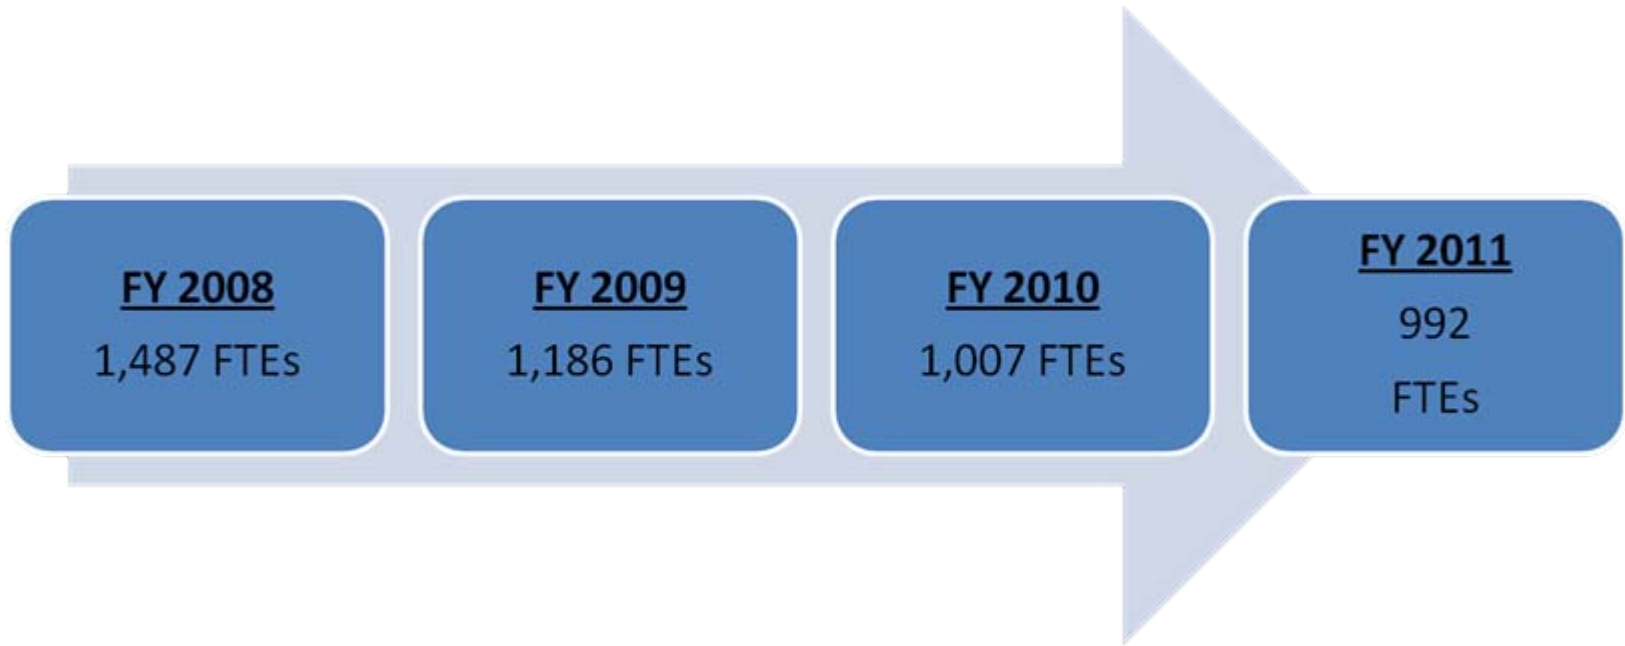 FY 2008
1,487 FTEs
FY 2009
1,186 FTEs
FY 2010
1,007 FTEs
FY 2011
992
FTEs